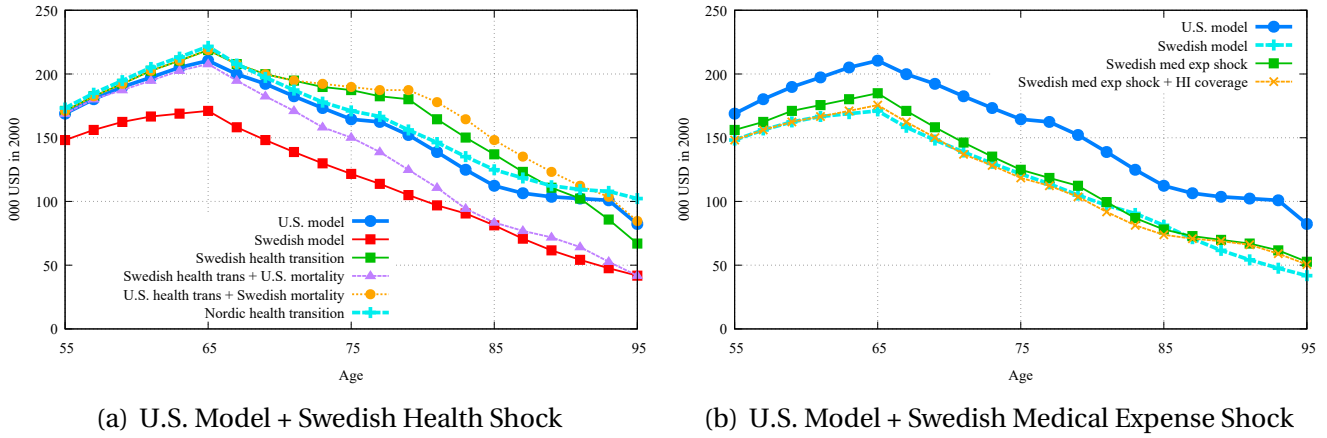 250
200
150
100
50
0
000 USD in 2000
U.S. model
Swedish model
Swedish health transition
Swedish health trans + U.S. mortality
U.S. health trans + Swedish mortality
Nordic health transition
55 65 75 85 95
Age
(a) U.S. Model + Swedish Health Shock
250
200
150
100
50
0
000 USD in 2000
U.S. model
Swedish model
Swedish med exp shock
Swedish med exp shock + HI coverage
55 65 75 85 95
Age
(b) U.S. Model + Swedish Medical Expense Shock